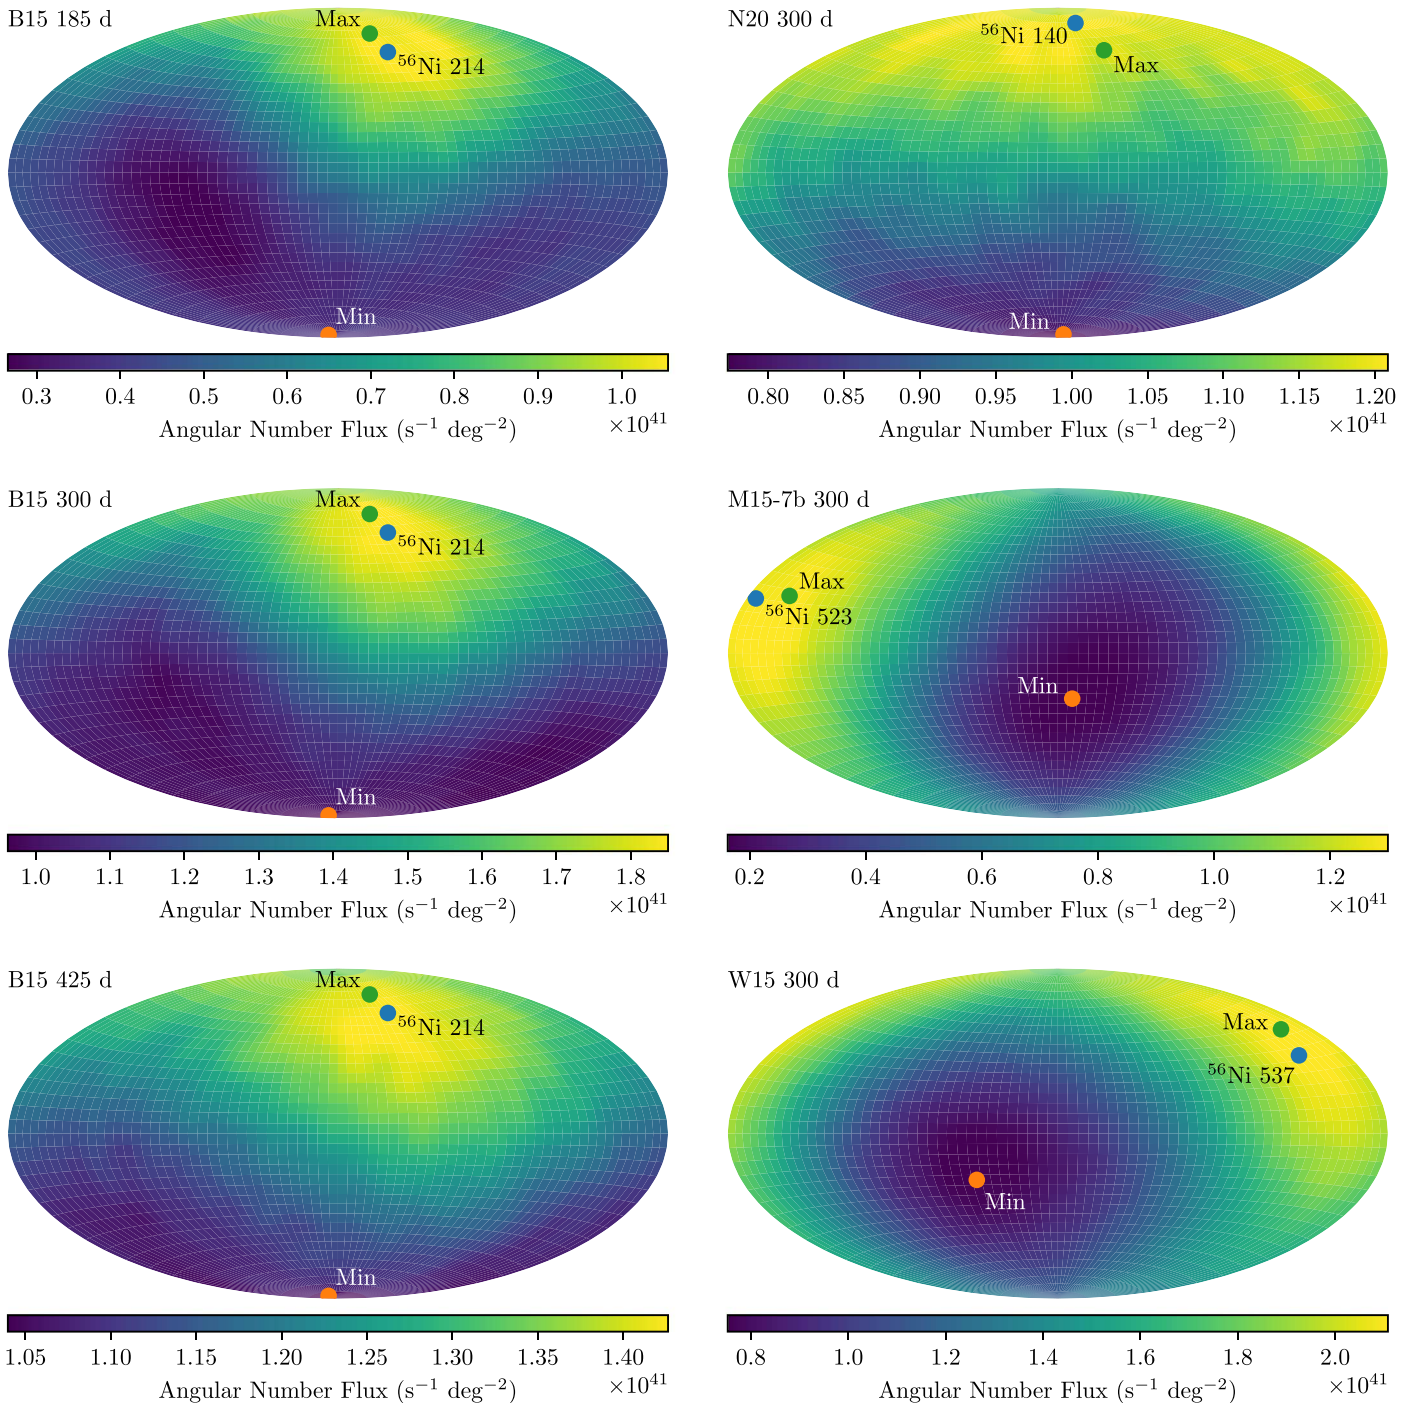 B15 185 d
Max
⁵⁶Ni 214
Min
0.3 0.4 0.5 0.6 0.7 0.8 0.9 1.0
Angular Number Flux (s⁻¹ deg⁻²)
×10⁴¹
N20 300 d
⁵⁶Ni 140
Max
Min
0.80 0.85 0.90 0.95 1.00 1.05 1.10 1.15 1.20
Angular Number Flux (s⁻¹ deg⁻²)
×10⁴¹
B15 300 d
Max
⁵⁶Ni 214
Min
1.0 1.1 1.2 1.3 1.4 1.5 1.6 1.7 1.8
Angular Number Flux (s⁻¹ deg⁻²)
×10⁴¹
M15-7b 300 d
Max
⁵⁶Ni 523
Min
0.2 0.4 0.6 0.8 1.0 1.2
Angular Number Flux (s⁻¹ deg⁻²)
×10⁴¹
B15 425 d
Max
⁵⁶Ni 214
Min
1.05 1.10 1.15 1.20 1.25 1.30 1.35 1.40
Angular Number Flux (s⁻¹ deg⁻²)
×10⁴¹
W15 300 d
Max
⁵⁶Ni 537
Min
0.8 1.0 1.2 1.4 1.6 1.8 2.0
Angular Number Flux (s⁻¹ deg⁻²)
×10⁴¹